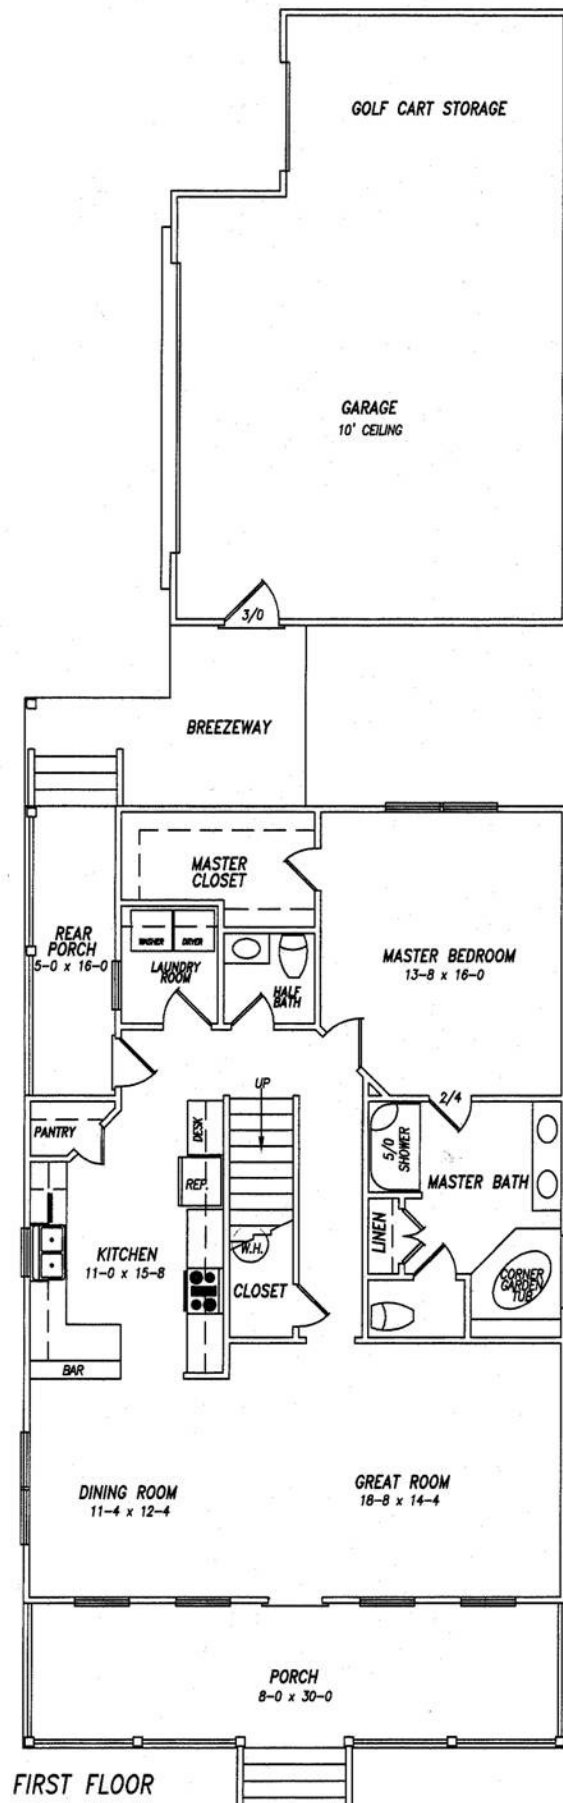 GOLF CART STORAGE
GARAGE
10' CEILING
3/0
BREEZEWAY
MASTER
CLOSET
REAR
PORCH
5-0 x 16-0
WASHER
DRYER
LAUNDRY
ROOM
HALF
BATH
MASTER BEDROOM
13-8 x 16-0
UP
2/4
PANTRY
DESK
5/0
SHOWER
REF.
MASTER BATH
LINEN
KITCHEN
11-0 x 15-8
W.H.
CLOSET
CORNER
GARDEN
TUB
BAR
DINING ROOM
11-4 x 12-4
GREAT ROOM
18-8 x 14-4
PORCH
8-0 x 30-0
FIRST FLOOR